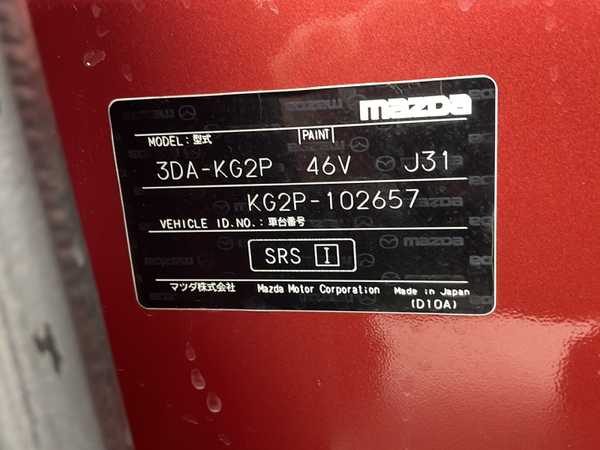 mazda
MODEL:型式 PAINT
3DA-KG2P 46V J31
KG2P-102657
VEHICLE ID.NO.:車台番号
SRS I
マツダ株式会社 Mazda Motor Corporation Made in Japan
(D10A)